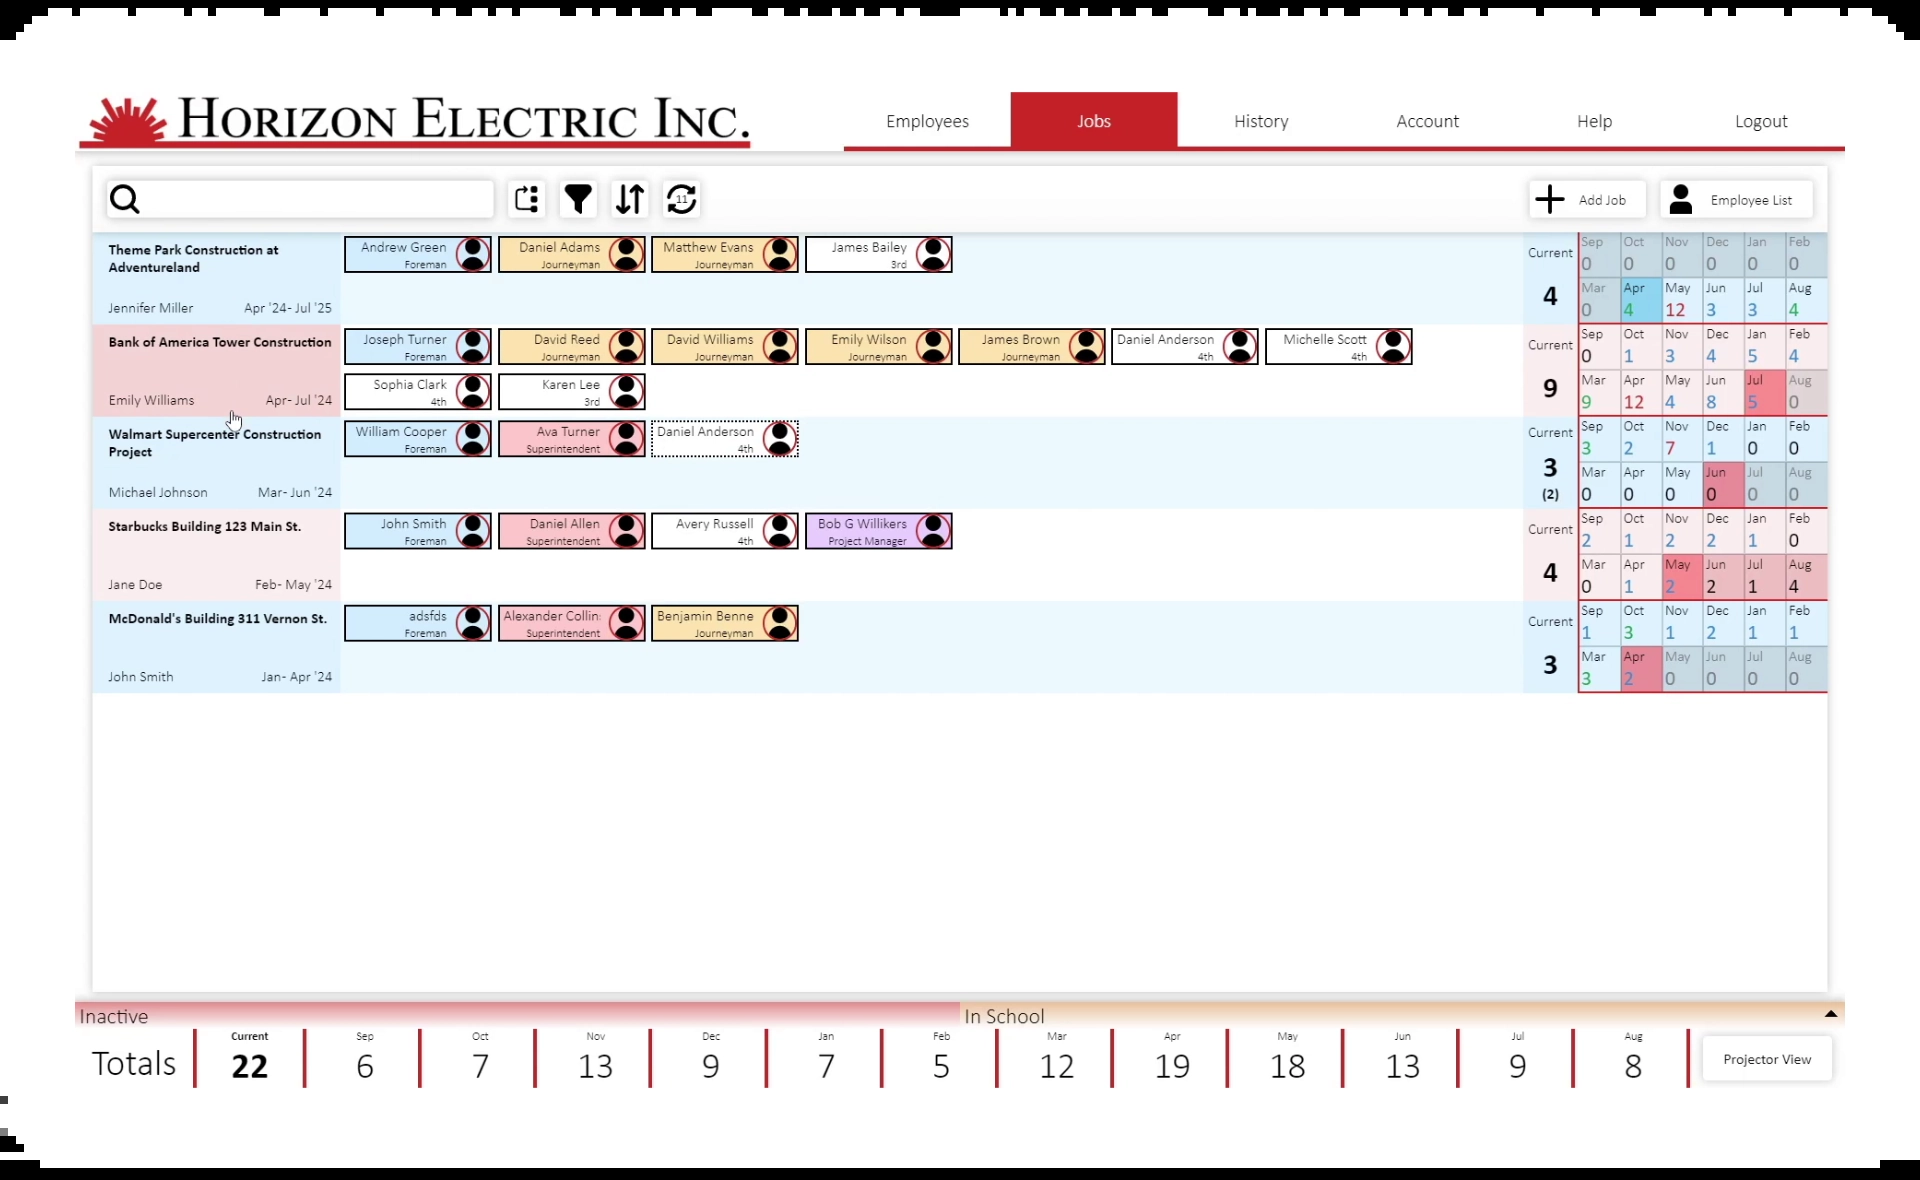 HORIZON ELECTRIC INC.
Employees Jobs History Account Help Logout
11
Add Job Employee List
Theme Park Construction at
Adventureland
Jennifer Miller Apr '24- Jul '25
Andrew Green Foreman
Daniel Adams Journeyman
Matthew Evans Journeyman
James Bailey 3rd
Current 4
Sep Oct Nov Dec Jan Feb
0 0 0 0 0 0
Mar Apr May Jun Jul Aug
0 4 12 3 3 4
Bank of America Tower Construction
Emily Williams Apr- Jul '24
Joseph Turner Foreman
David Reed Journeyman
David Williams Journeyman
Emily Wilson Journeyman
James Brown Journeyman
Daniel Anderson 4th
Michelle Scott 4th
Sophia Clark 4th
Karen Lee 3rd
Current 9
Sep Oct Nov Dec Jan Feb
0 1 3 4 5 4
Mar Apr May Jun Jul Aug
9 12 4 8 5 0
Walmart Supercenter Construction
Project
Michael Johnson Mar- Jun '24
William Cooper Foreman
Ava Turner Superintendent
Daniel Anderson 4th
Current 3 (2)
Sep Oct Nov Dec Jan Feb
3 2 7 1 0 0
Mar Apr May Jun Jul Aug
0 0 0 0 0 0
Starbucks Building 123 Main St.
Jane Doe Feb- May '24
John Smith Foreman
Daniel Allen Superintendent
Avery Russell 4th
Bob G Willikers Project Manager
Current 4
Sep Oct Nov Dec Jan Feb
2 1 2 2 1 0
Mar Apr May Jun Jul Aug
0 1 2 2 1 4
McDonald's Building 311 Vernon St.
John Smith Jan- Apr '24
adsfds Foreman
Alexander Collin Superintendent
Benjamin Benne Journeyman
Current 3
Sep Oct Nov Dec Jan Feb
1 3 1 2 1 1
Mar Apr May Jun Jul Aug
3 2 0 0 0 0
Inactive In School
Current Sep Oct Nov Dec Jan Feb Mar Apr May Jun Jul Aug
Totals 22 6 7 13 9 7 5 12 19 18 13 9 8
Projector View